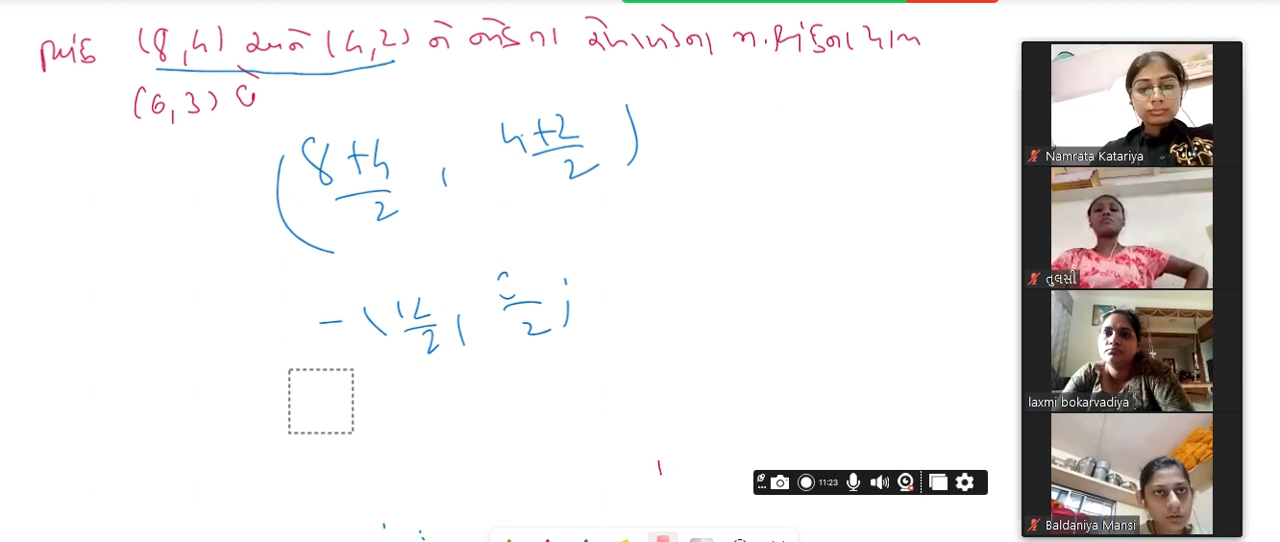 (8,4) અને (4,2) ને જોડતા રેખાખંડના
(6,3) છે
(8+4/2, 4+2/2)
- (12/2, 6/2)
Namrata Katariya
તુલસી
laxmi bokarvadiya
Baldaniya Mansi
11:23